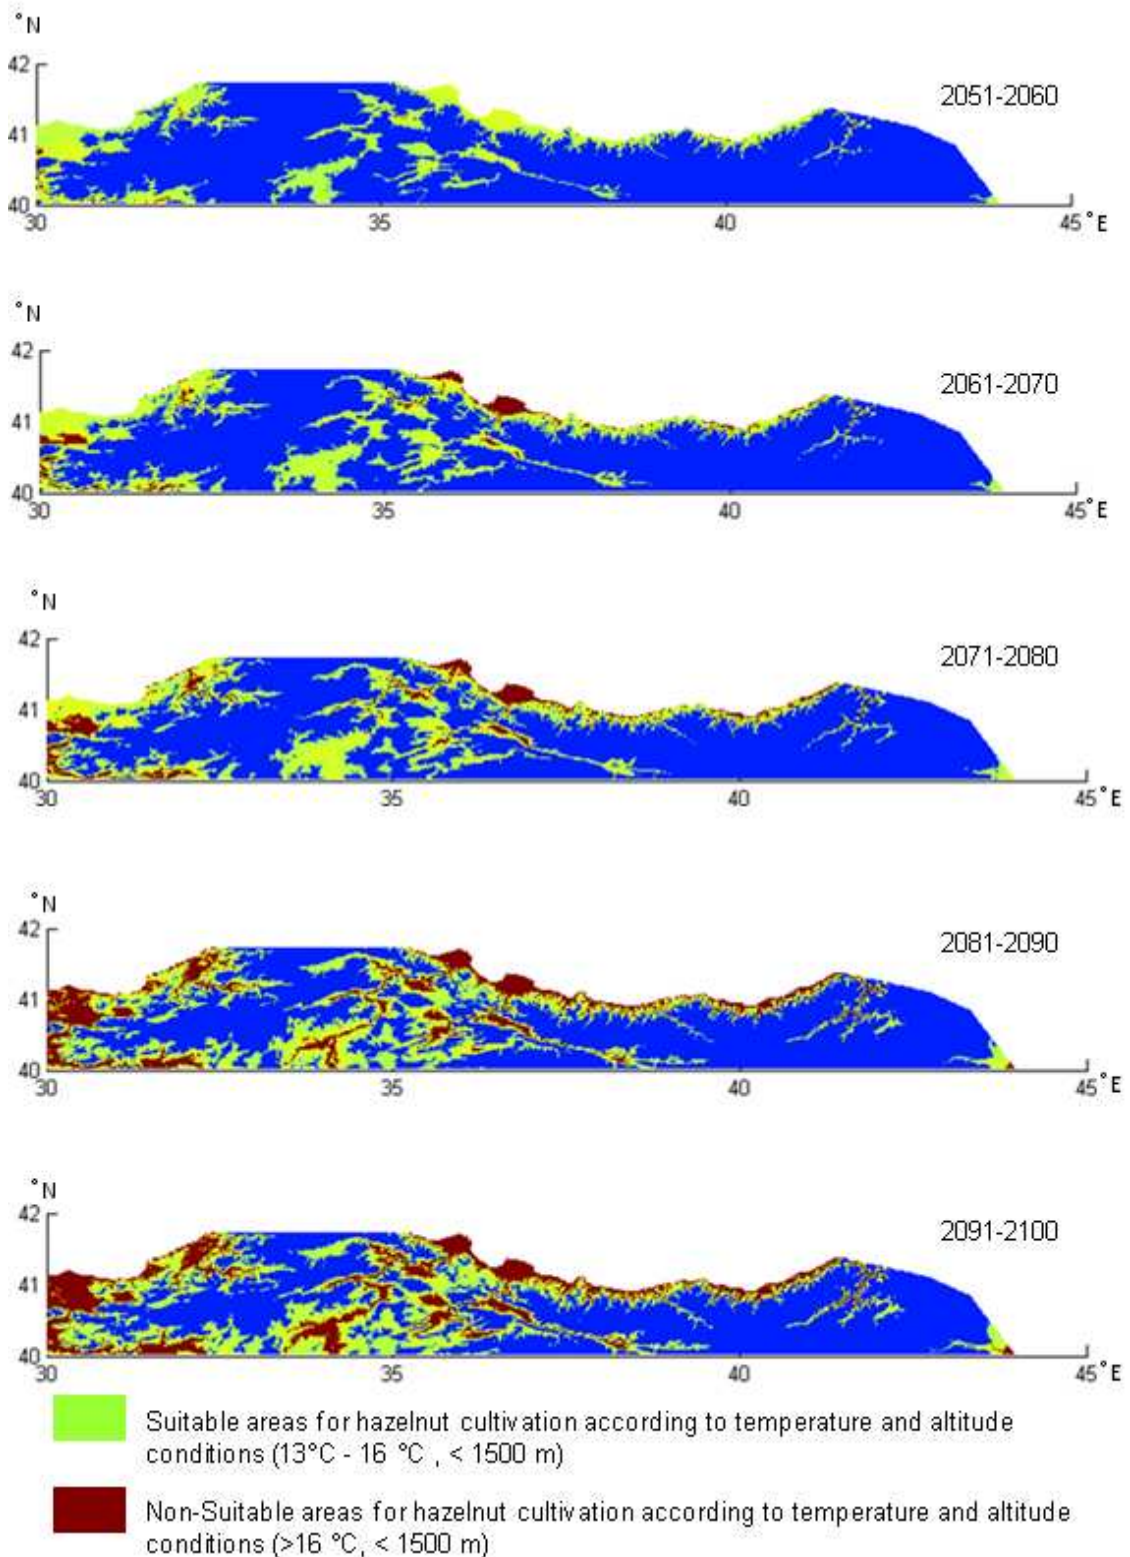 °N
42
2051-2060
41
40
30
35
40
45°E
°N
42
2061-2070
41
40
30
35
40
45°E
°N
42
2071-2080
41
40
30
35
40
45°E
°N
42
2081-2090
41
40
30
35
40
45°E
°N
42
2091-2100
41
40
30
35
40
45°E
Suitable areas for hazelnut cultivation according to temperature and altitude
conditions (13°C - 16 °C , < 1500 m)
Non-Suitable areas for hazelnut cultivation according to temperature and altitude
conditions (>16 °C, < 1500 m)